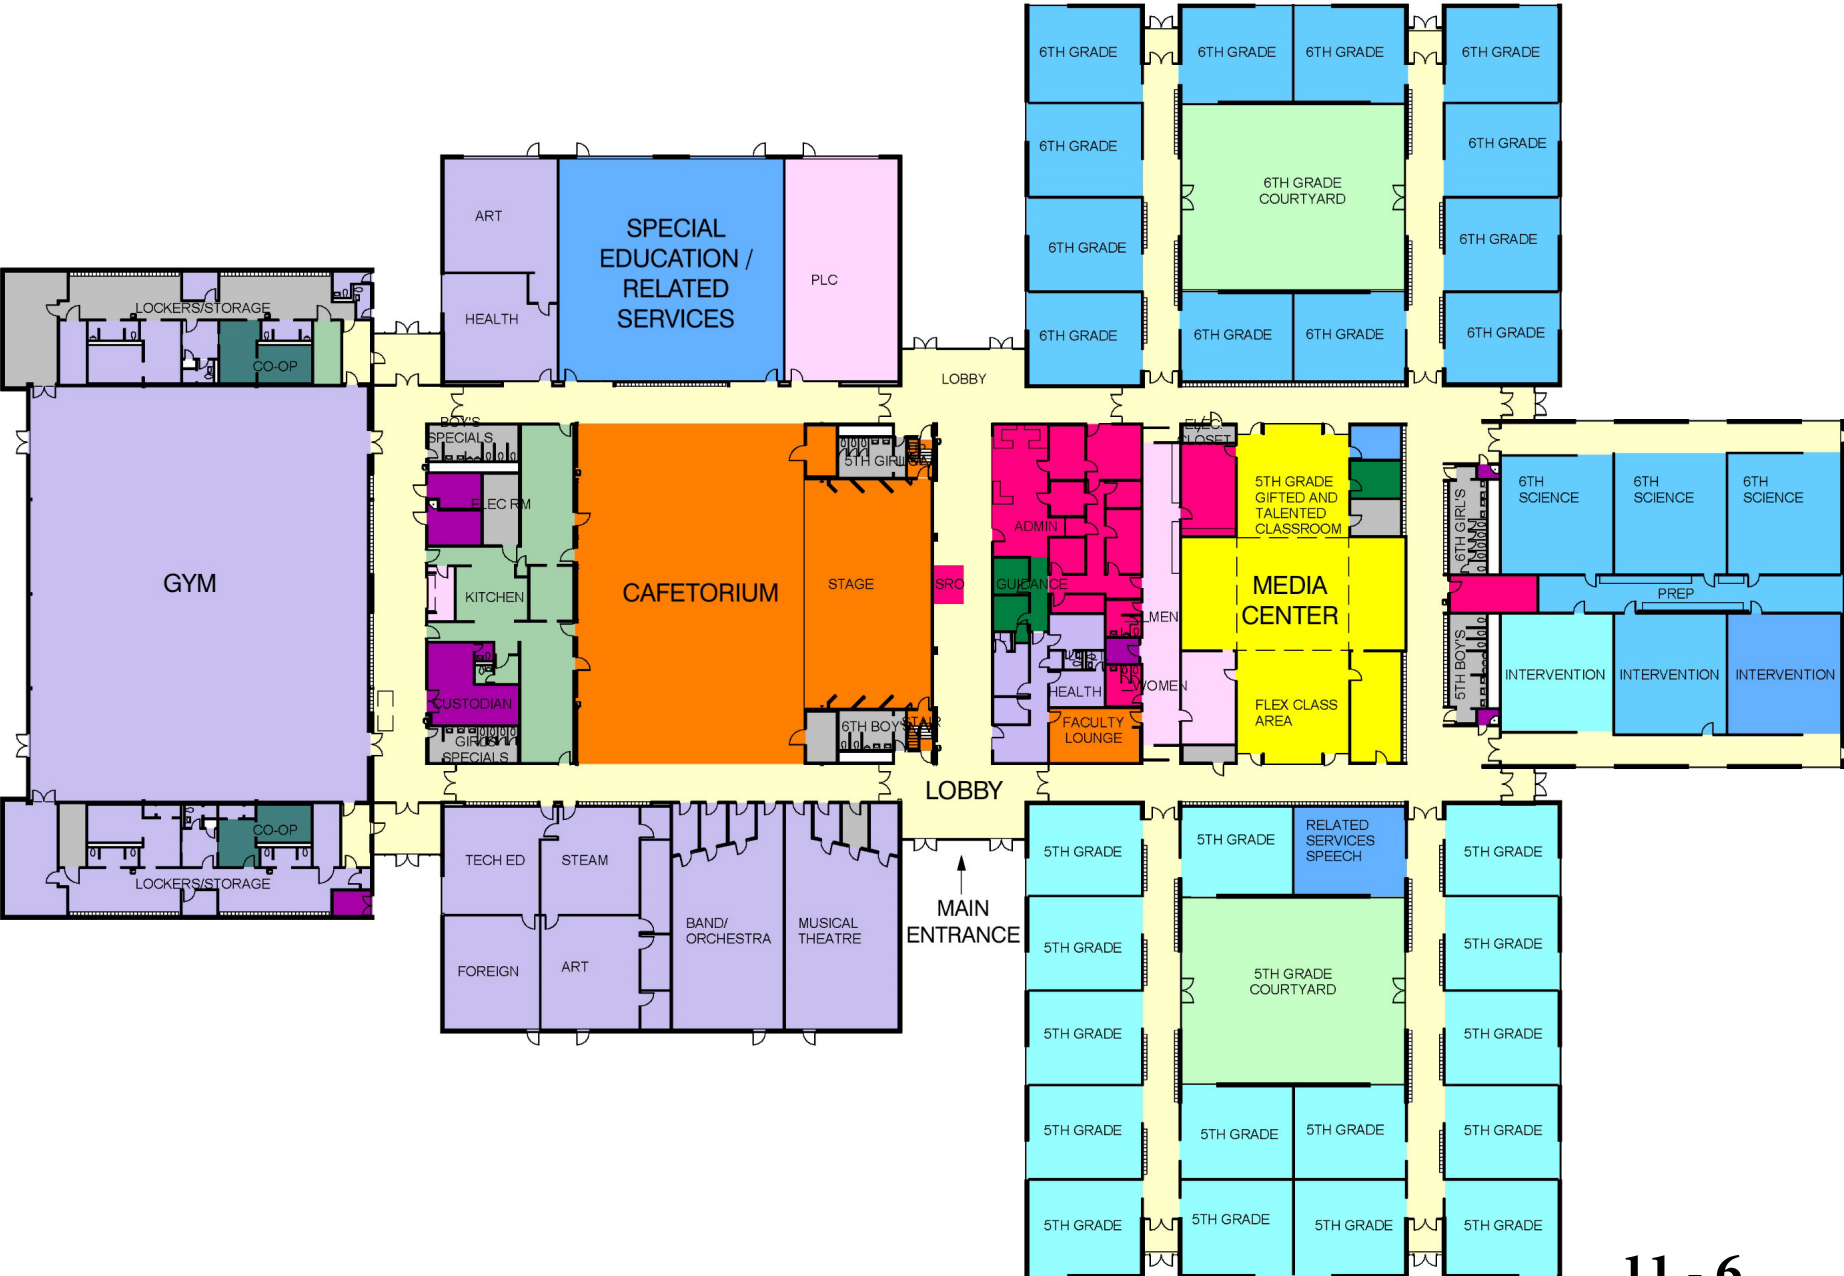 6TH GRADE
6TH GRADE
6TH GRADE
6TH GRADE
6TH GRADE
6TH GRADE
6TH GRADE
COURTYARD
6TH GRADE
6TH GRADE
6TH GRADE
6TH GRADE
6TH GRADE
6TH GRADE
6TH GRADE
ART
HEALTH
SPECIAL
EDUCATION /
RELATED
SERVICES
PLC
LOCKERS/STORAGE
CO-OP
LOBBY
GYM
BOY'S
SPECIALS
ELEC RM
KITCHEN
CUSTODIAN
GIRL'S
SPECIALS
CAFETORIUM
STAGE
5TH GIRL'S
6TH BOY'S
STAIR
SRO
ADMIN
GUIDANCE
HEALTH
FACULTY
LOUNGE
MEN
WOMEN
ELEC.
CLOSET
5TH GRADE
GIFTED AND
TALENTED
CLASSROOM
MEDIA
CENTER
FLEX CLASS
AREA
6TH GIRL'S
5TH BOY'S
6TH
SCIENCE
6TH
SCIENCE
6TH
SCIENCE
PREP
INTERVENTION
INTERVENTION
INTERVENTION
LOBBY
CO-OP
LOCKERS/STORAGE
TECH ED
STEAM
FOREIGN
ART
BAND/
ORCHESTRA
MUSICAL
THEATRE
MAIN
ENTRANCE
5TH GRADE
5TH GRADE
RELATED
SERVICES
SPEECH
5TH GRADE
5TH GRADE
5TH GRADE
5TH GRADE
COURTYARD
5TH GRADE
5TH GRADE
5TH GRADE
5TH GRADE
5TH GRADE
5TH GRADE
5TH GRADE
5TH GRADE
5TH GRADE
5TH GRADE
11 - 6